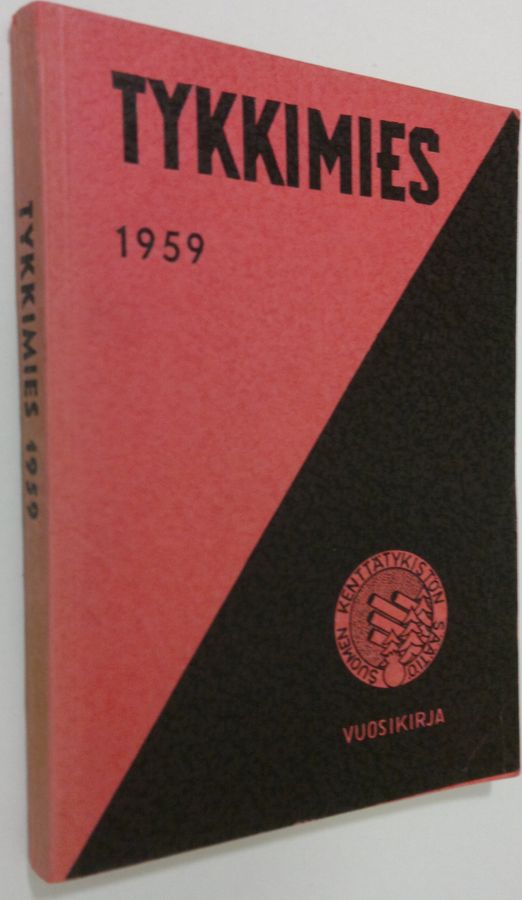 TYKKIMIES
1959
TYKKIMIES 1959
SUOMEN KENTTÄTYKISTÖN SÄÄTIÖ
VUOSIKIRJA